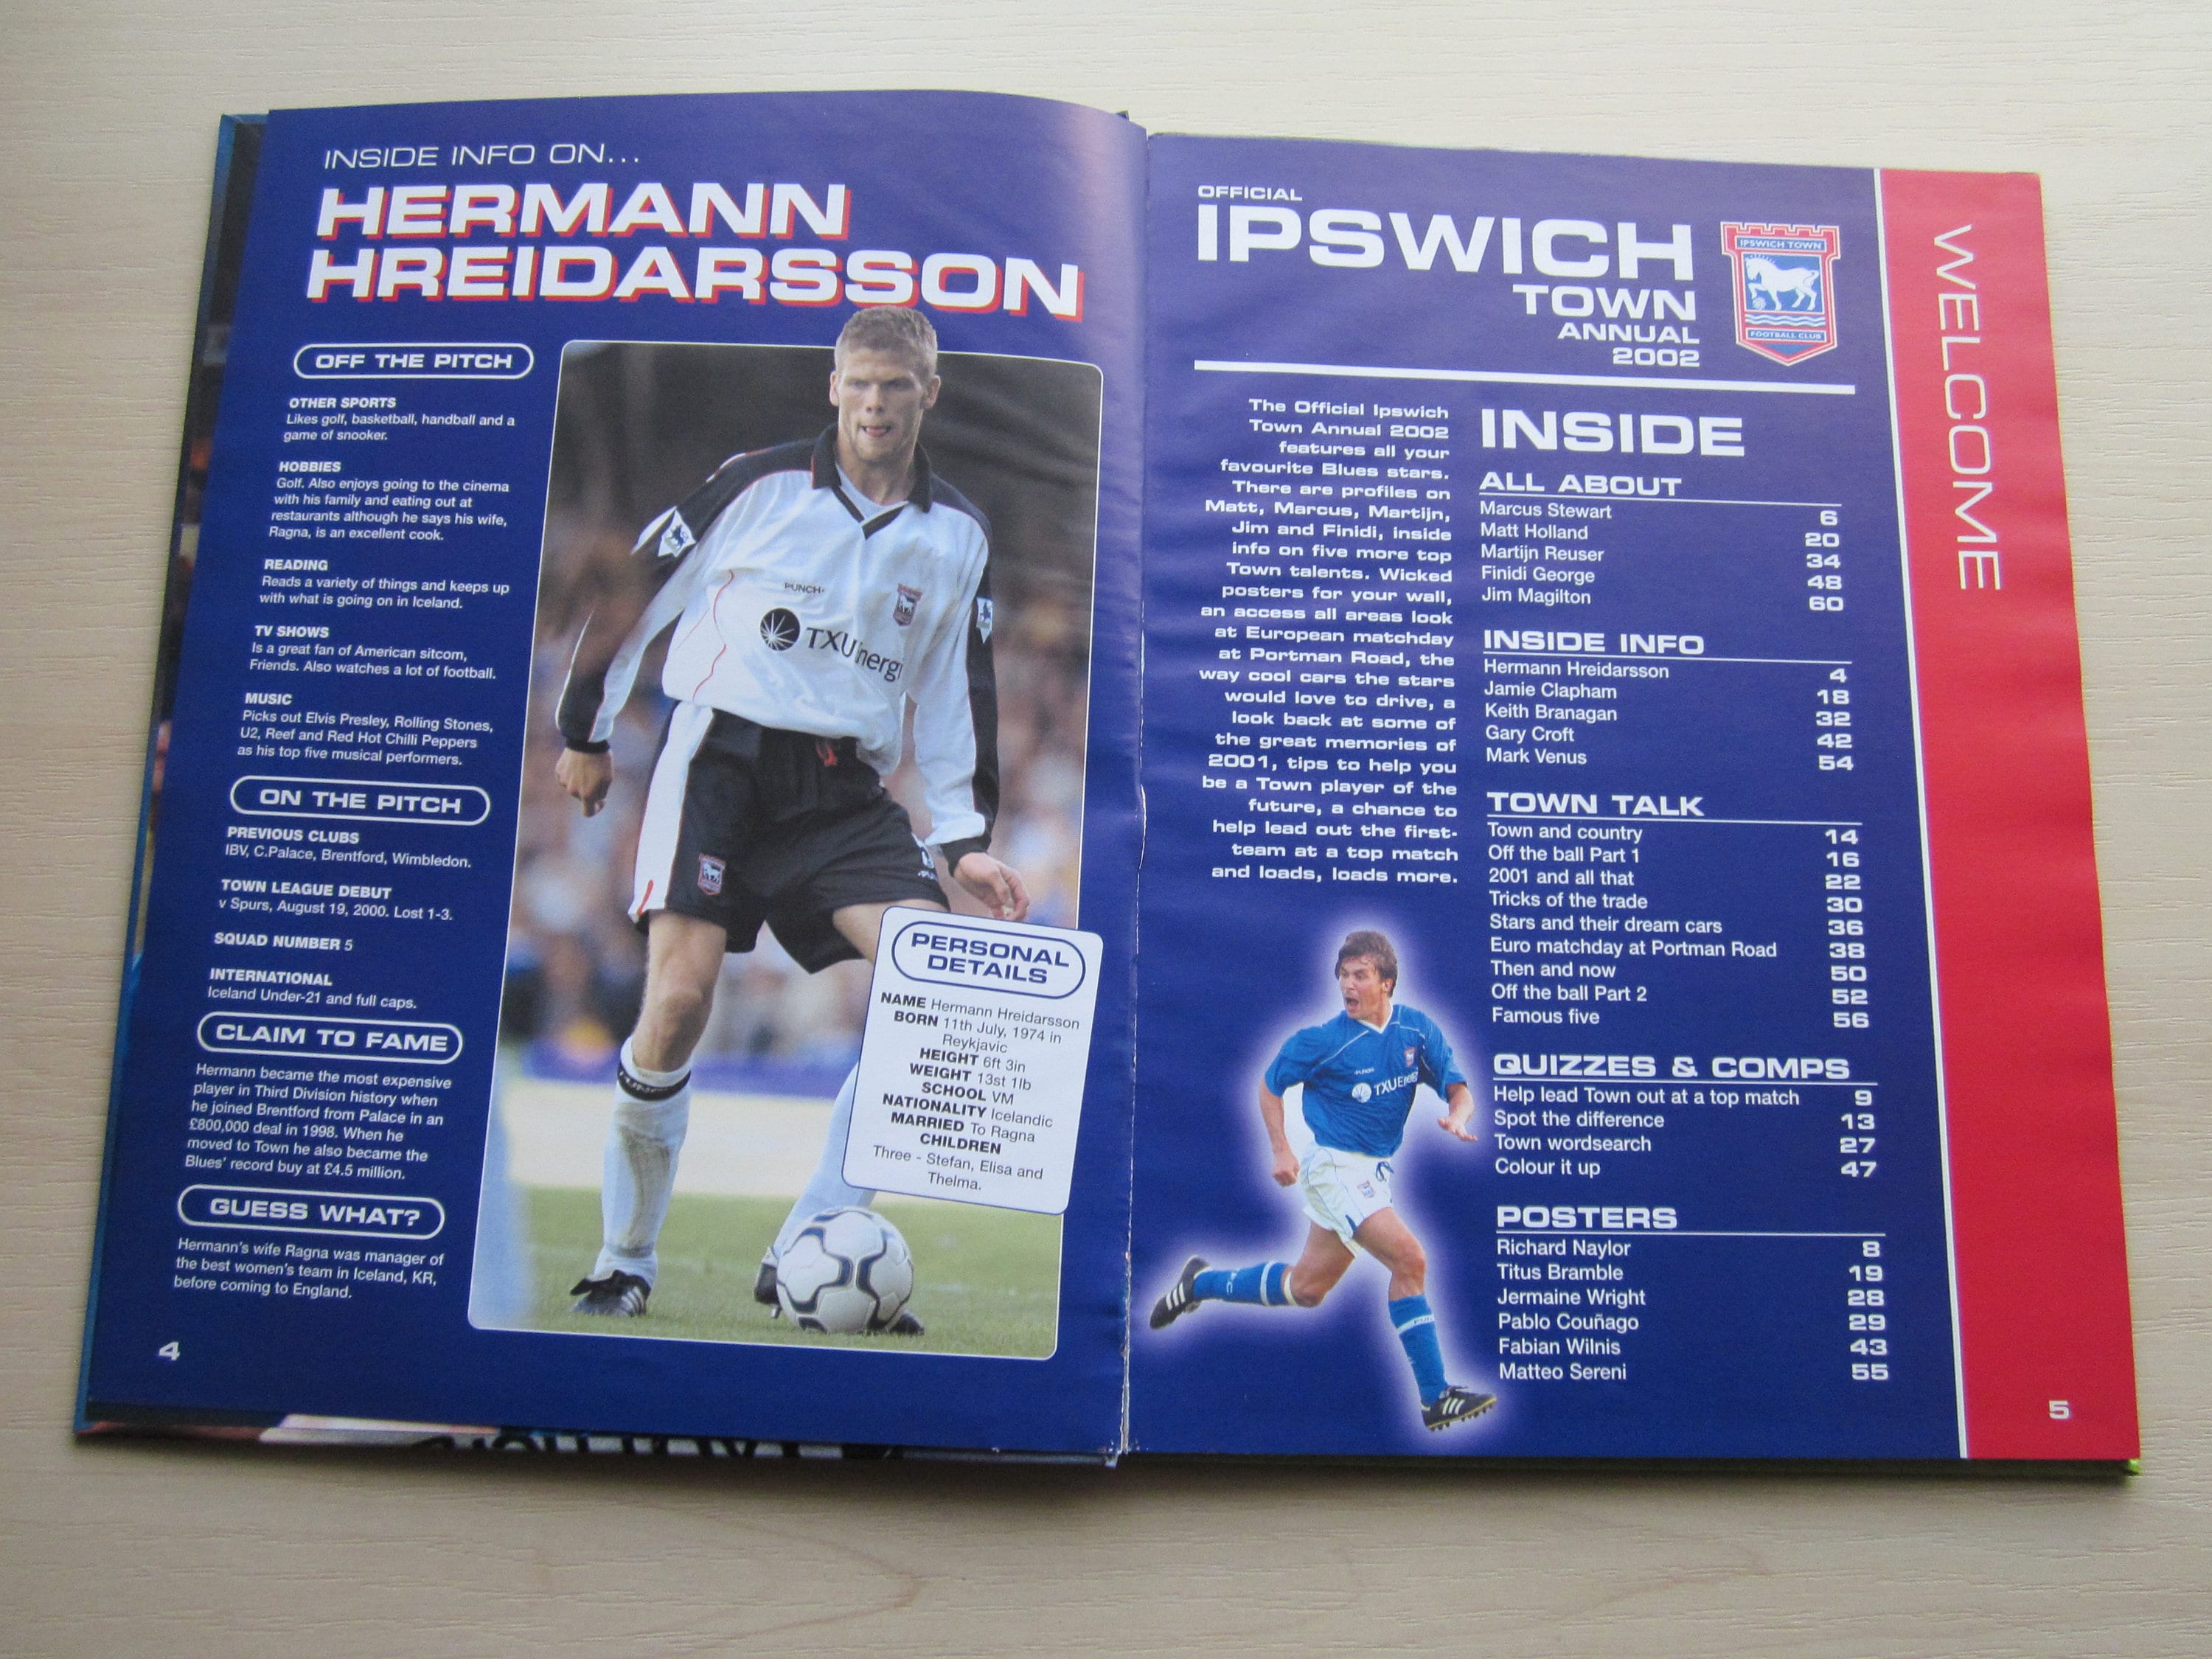 INSIDE INFO ON...
HERMANN
HREIDARSSON
OFF THE PITCH
OTHER SPORTS
Likes golf, basketball, handball and a
game of snooker.
HOBBIES
Golf. Also enjoys going to the cinema
with his family and eating out at
restaurants although he says his wife,
Ragna, is an excellent cook.
READING
Reads a variety of things and keeps up
with what is going on in Iceland.
TV SHOWS
Is a great fan of American sitcom,
Friends. Also watches a lot of football.
MUSIC
Picks out Elvis Presley, Rolling Stones,
U2, Reef and Red Hot Chilli Peppers
as his top five musical performers.
ON THE PITCH
PREVIOUS CLUBS
IBV, C.Palace, Brentford, Wimbledon.
TOWN LEAGUE DEBUT
v Spurs, August 19, 2000. Lost 1-3.
SQUAD NUMBER 5
INTERNATIONAL
Iceland Under-21 and full caps.
CLAIM TO FAME
Hermann became the most expensive
player in Third Division history when
he joined Brentford from Palace in an
£800,000 deal in 1998. When he
moved to Town he also became the
Blues' record buy at £4.5 million.
GUESS WHAT?
Hermann's wife Ragna was manager of
the best women's team in Iceland, KR,
before coming to England.
4
PUNCH
TXU Energy
PERSONAL
DETAILS
NAME Hermann Hreidarsson
BORN 11th July, 1974 in
Reykjavic
HEIGHT 6ft 3in
WEIGHT 13st 1lb
SCHOOL VM
NATIONALITY Icelandic
MARRIED To Ragna
CHILDREN
Three - Stefan, Elisa and
Thelma.
OFFICIAL
IPSWICH
TOWN
ANNUAL
2002
IPSWICH TOWN
FOOTBALL CLUB
WELCOME
The Official Ipswich
Town Annual 2002
features all your
favourite Blues stars.
There are profiles on
Matt, Marcus, Martijn,
Jim and Finidi, inside
info on five more top
Town talents. Wicked
posters for your wall,
an access all areas look
at European matchday
at Portman Road, the
way cool cars the stars
would love to drive, a
look back at some of
the great memories of
2001, tips to help you
be a Town player of the
future, a chance to
help lead out the first-
team at a top match
and loads, loads more.
PUNCH
TXU Energy
INSIDE
ALL ABOUT
Marcus Stewart 6
Matt Holland 20
Martijn Reuser 34
Finidi George 48
Jim Magilton 60
INSIDE INFO
Hermann Hreidarsson 4
Jamie Clapham 18
Keith Branagan 32
Gary Croft 42
Mark Venus 54
TOWN TALK
Town and country 14
Off the ball Part 1 16
2001 and all that 22
Tricks of the trade 30
Stars and their dream cars 36
Euro matchday at Portman Road 38
Then and now 50
Off the ball Part 2 52
Famous five 56
QUIZZES & COMPS
Help lead Town out at a top match 9
Spot the difference 13
Town wordsearch 27
Colour it up 47
POSTERS
Richard Naylor 8
Titus Bramble 19
Jermaine Wright 28
Pablo Couñago 29
Fabian Wilnis 43
Matteo Sereni 55
5